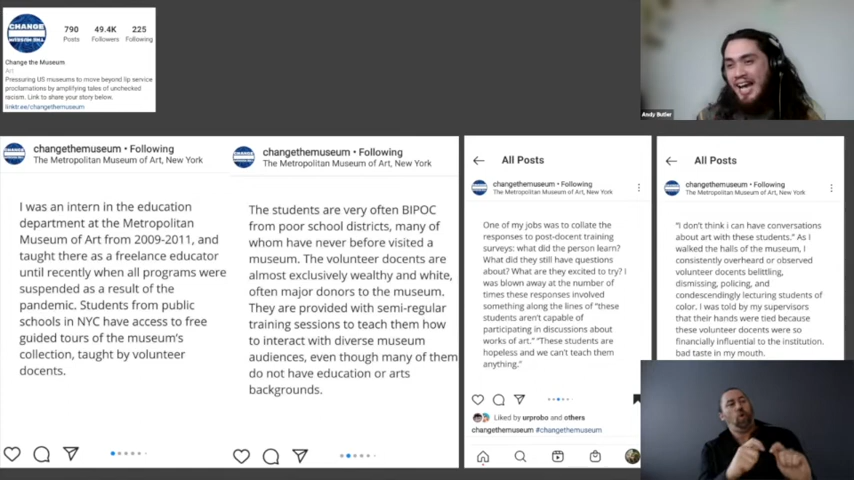 CHANGE
790 49.4K 225
Posts Followers Following
Change the Museum
Art
Pressuring US museums to move beyond lip service
proclamations by amplifying tales of unchecked
racism. Link to share your story below.
linktr.ee/changethemuseum
Andy Butler
changethemuseum • Following
The Metropolitan Museum of Art, New York
I was an intern in the education
department at the Metropolitan
Museum of Art from 2009-2011, and
taught there as a freelance educator
until recently when all programs were
suspended as a result of the
pandemic. Students from public
schools in NYC have access to free
guided tours of the museum's
collection, taught by volunteer
docents.
changethemuseum • Following
The Metropolitan Museum of Art, New York
The students are very often BIPOC
from poor school districts, many of
whom have never before visited a
museum. The volunteer docents are
almost exclusively wealthy and white,
often major donors to the museum.
They are provided with semi-regular
training sessions to teach them how
to interact with diverse museum
audiences, even though many of them
do not have education or arts
backgrounds.
All Posts
changethemuseum • Following
The Metropolitan Museum of Art, New York
One of my jobs was to collate the
responses to post-docent training
surveys: what did the person learn?
What did they still have questions
about? What are they excited to try? I
was blown away at the number of
times these responses involved
something along the lines of "these
students aren't capable of
participating in discussions about
works of art." "These students are
hopeless and we can't teach them
anything."
Liked by urprobo and others
changethemuseum #changethemuseum
All Posts
changethemuseum • Following
The Metropolitan Museum of Art, New York
"I don't think i can have conversations
about art with these students." As I
walked the halls of the museum, I
consistently overheard or observed
volunteer docents belittling,
dismissing, policing, and
condescendingly lecturing students of
color. I was told by my supervisors
that their hands were tied because
these volunteer docents were so
financially influential to the institution.
bad taste in my mouth.